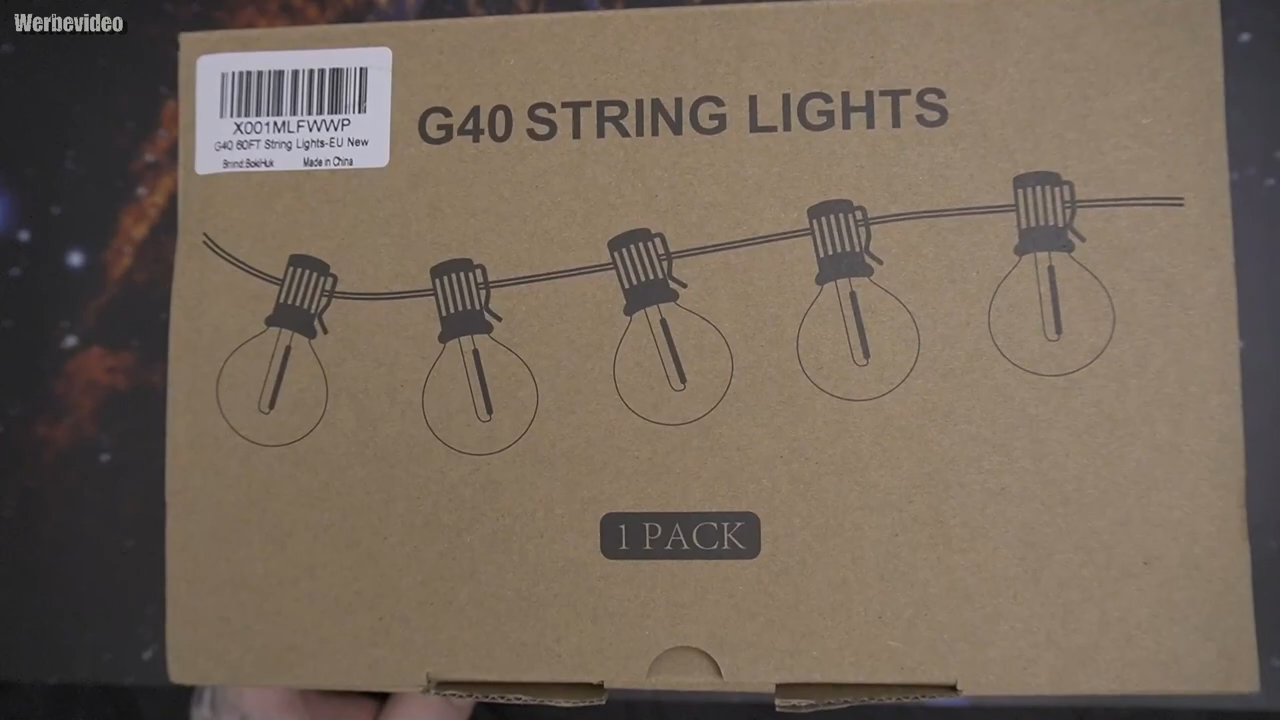 Werbevideo
X001MLFWWP
G40 60FT String Lights-EU New
Brand:BokiHuk Made in China
G40 STRING LIGHTS
1 PACK